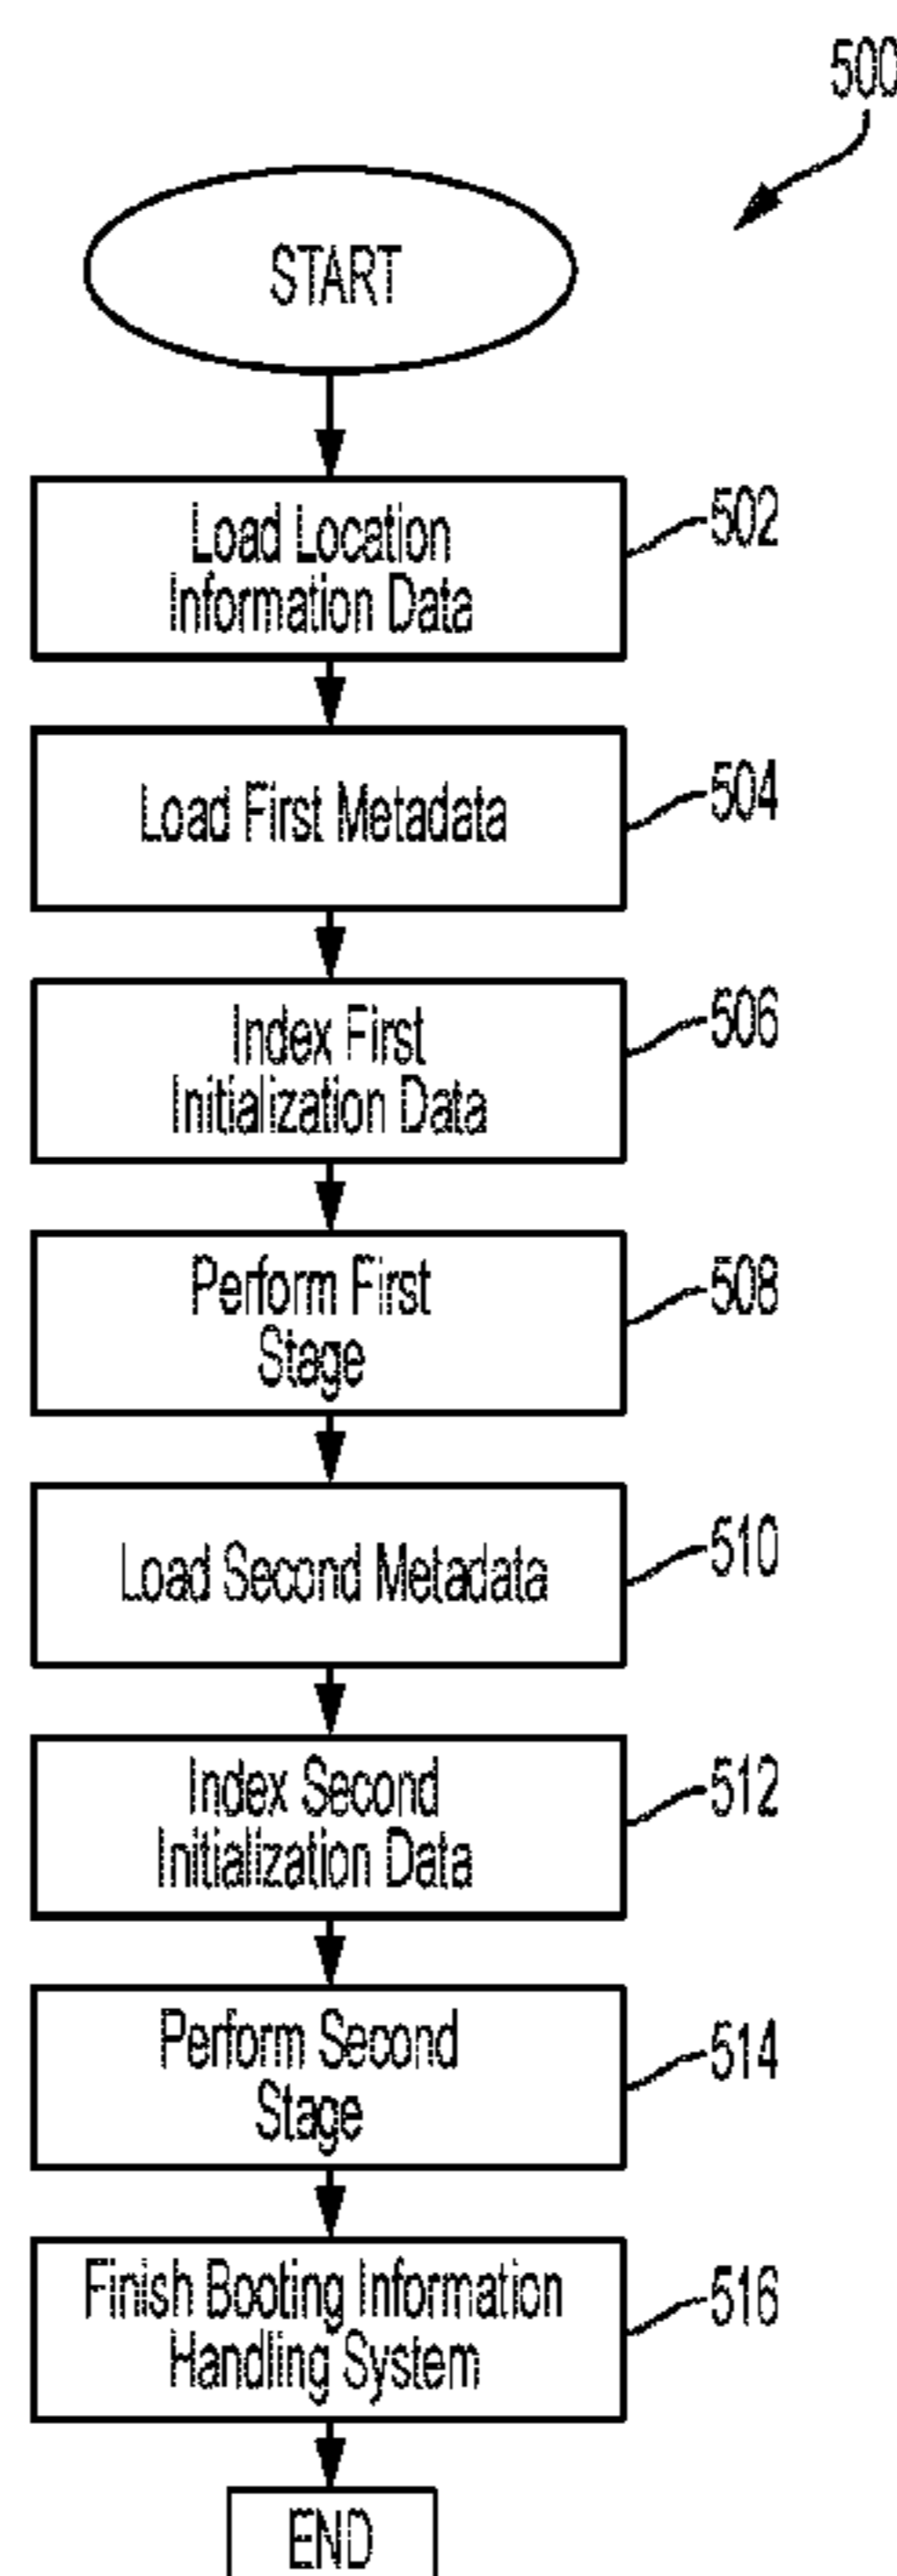 500
START
Load Location
Information Data
502
Load First Metadata
504
Index First
Initialization Data
506
Perform First
Stage
508
Load Second Metadata
510
Index Second
Initialization Data
512
Perform Second
Stage
514
Finish Booting Information
Handling System
516
END